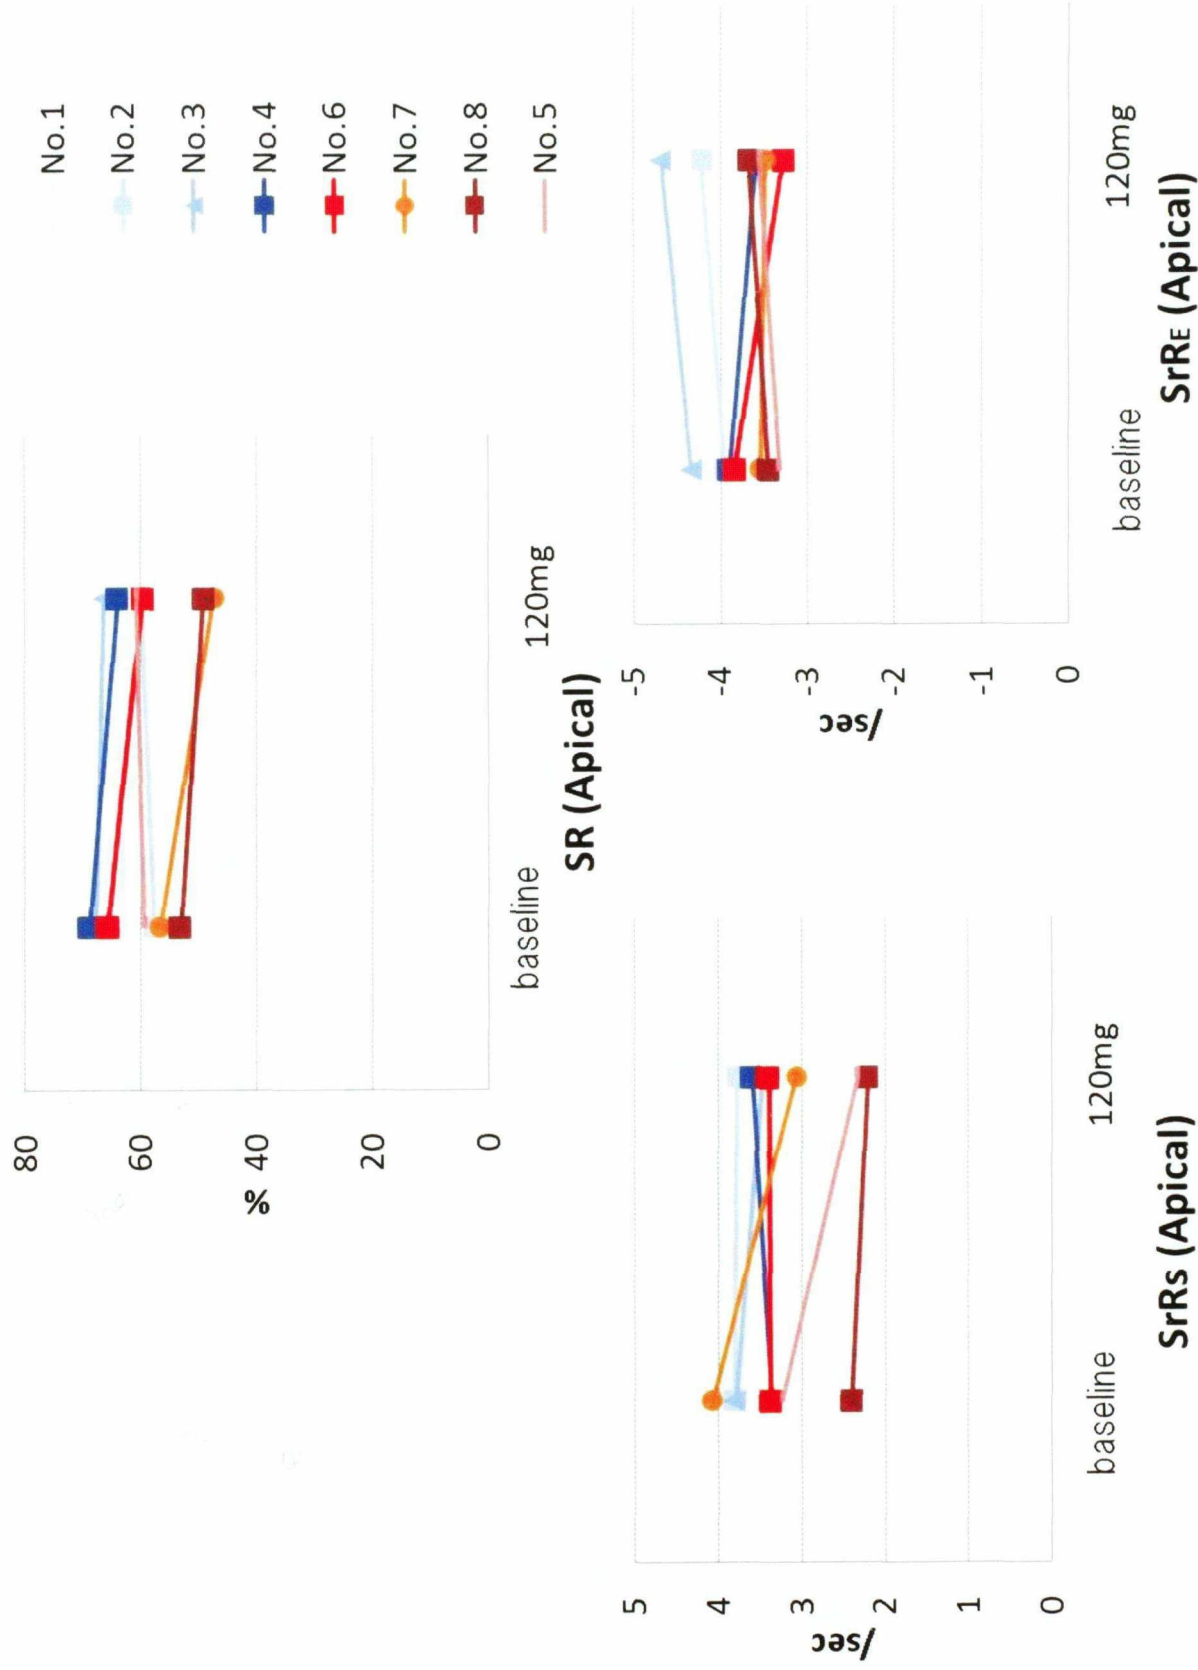 80
60
40
20
0
%
baseline
120mg
SR (Apical)
No.1
No.2
No.3
No.4
No.6
No.7
No.8
No.5
5
4
3
2
1
0
/sec
baseline
120mg
SrRs (Apical)
-5
-4
-3
-2
-1
0
/sec
baseline
120mg
SrRE (Apical)